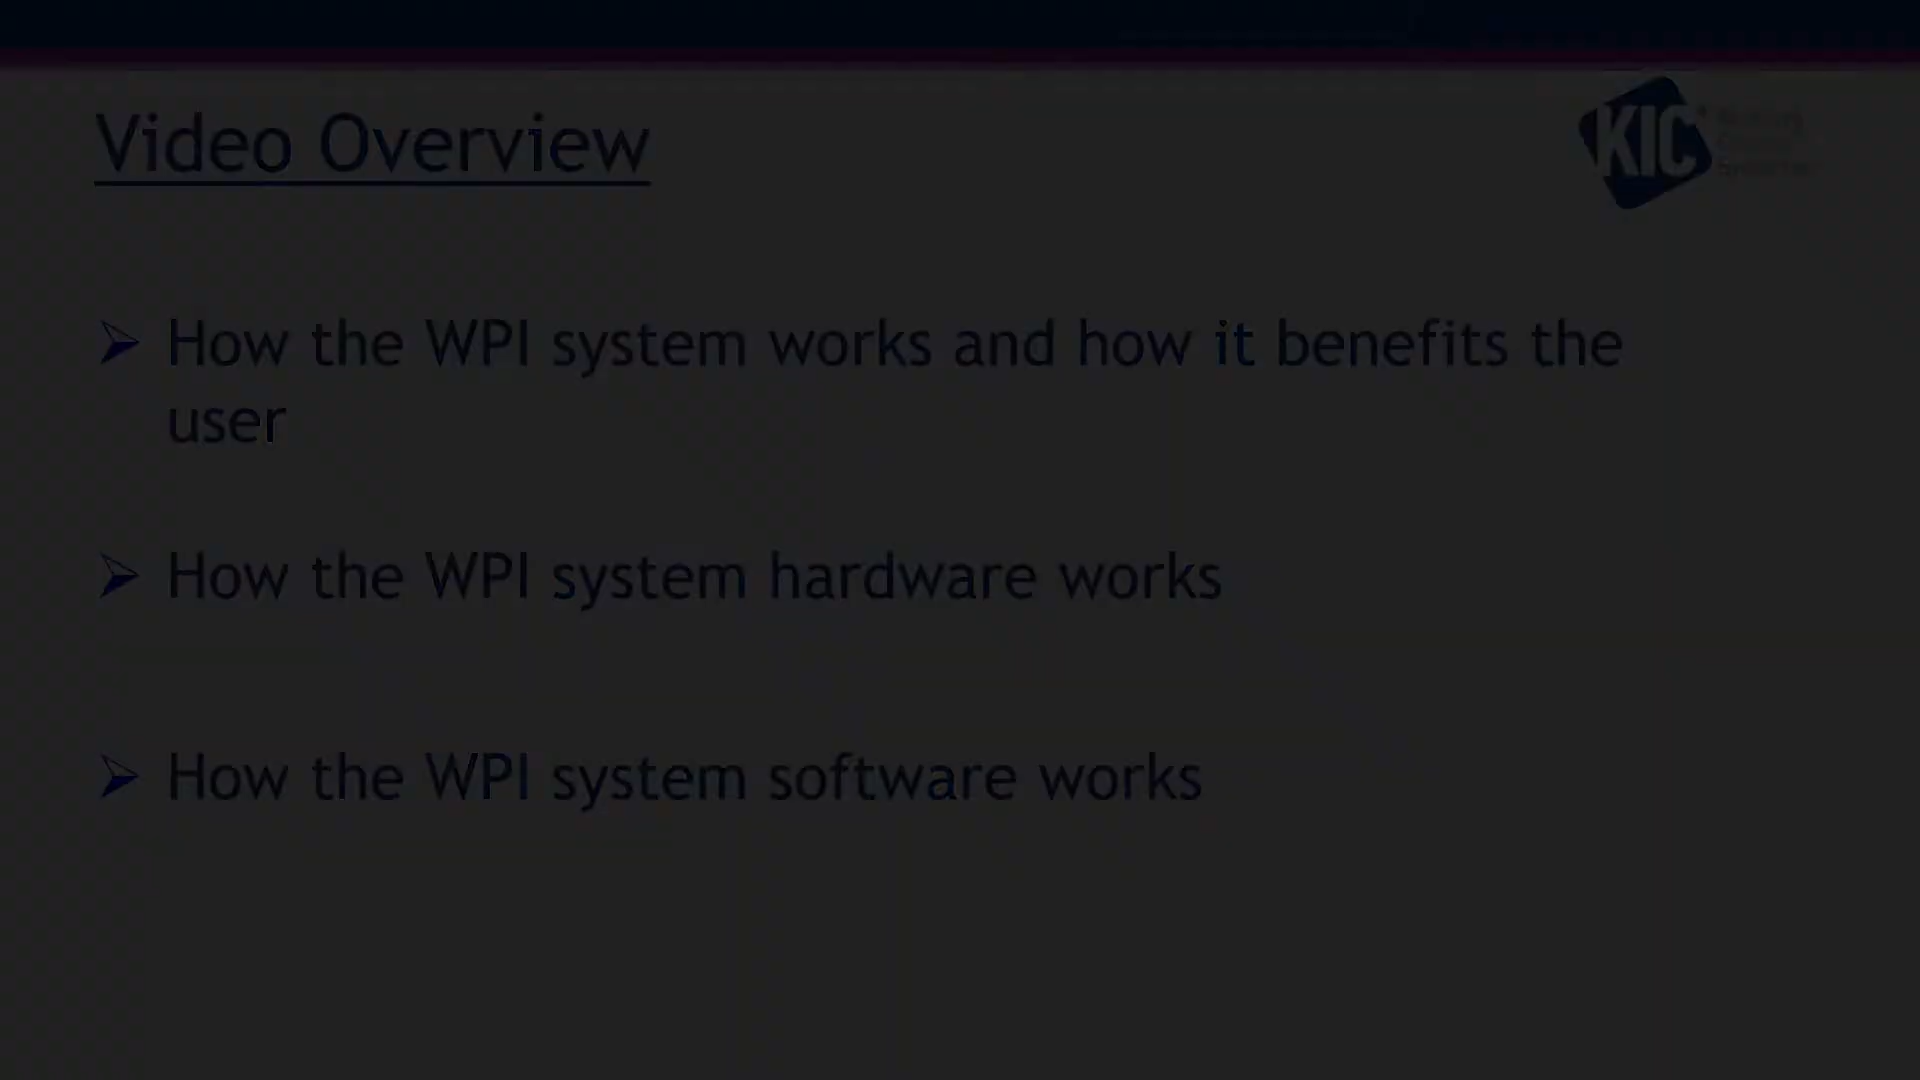 Video Overview
KIC
➢ How the WPI system works and how it benefits the
user
➢ How the WPI system hardware works
➢ How the WPI system software works